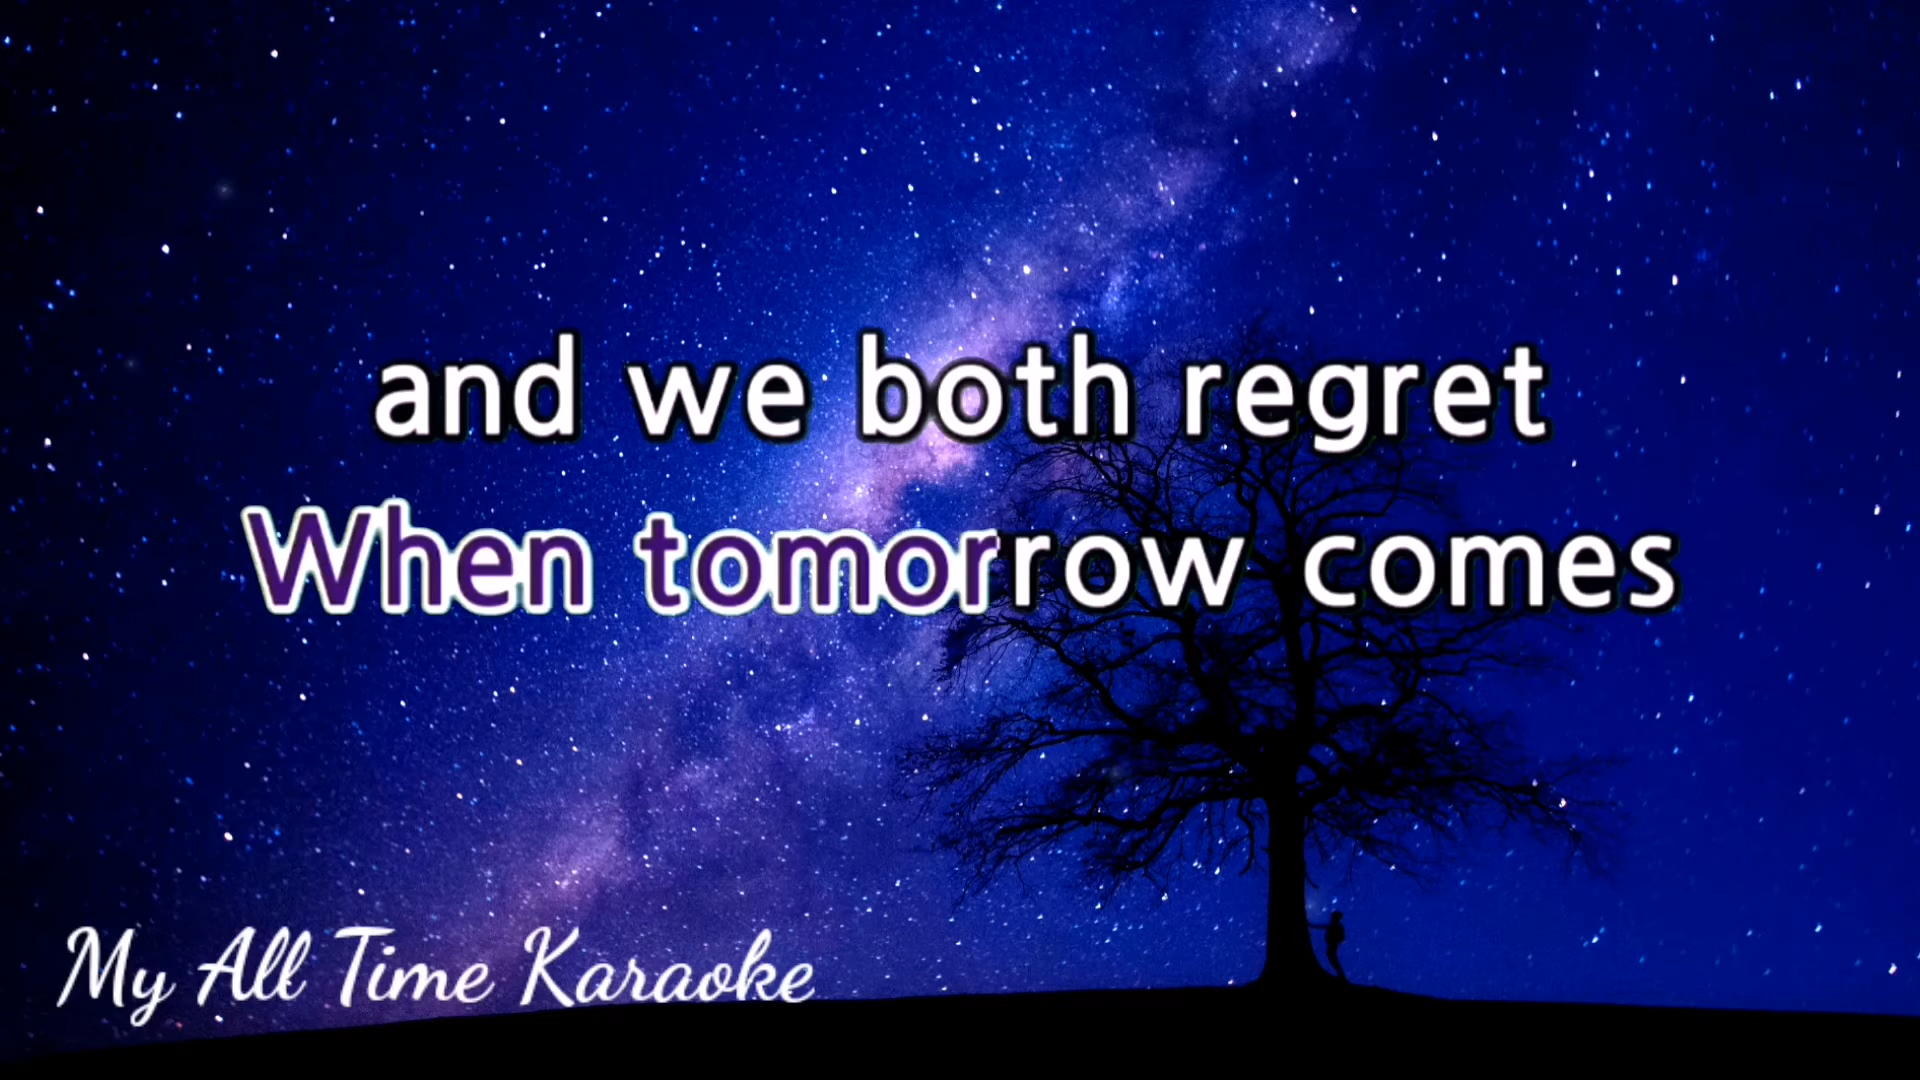 and we both regret
When tomorrow comes
My All Time Karaoke